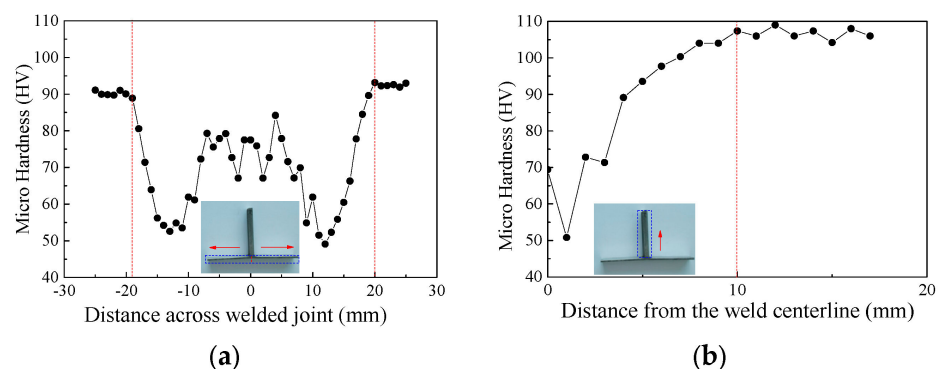 110
100
90
80
70
60
50
40
Micro Hardness (HV)
-30 -20 -10 0 10 20 30
Distance across welded joint (mm)
(a)
110
100
90
80
70
60
50
40
Micro Hardness (HV)
0 10 20
Distance from the weld centerline (mm)
(b)